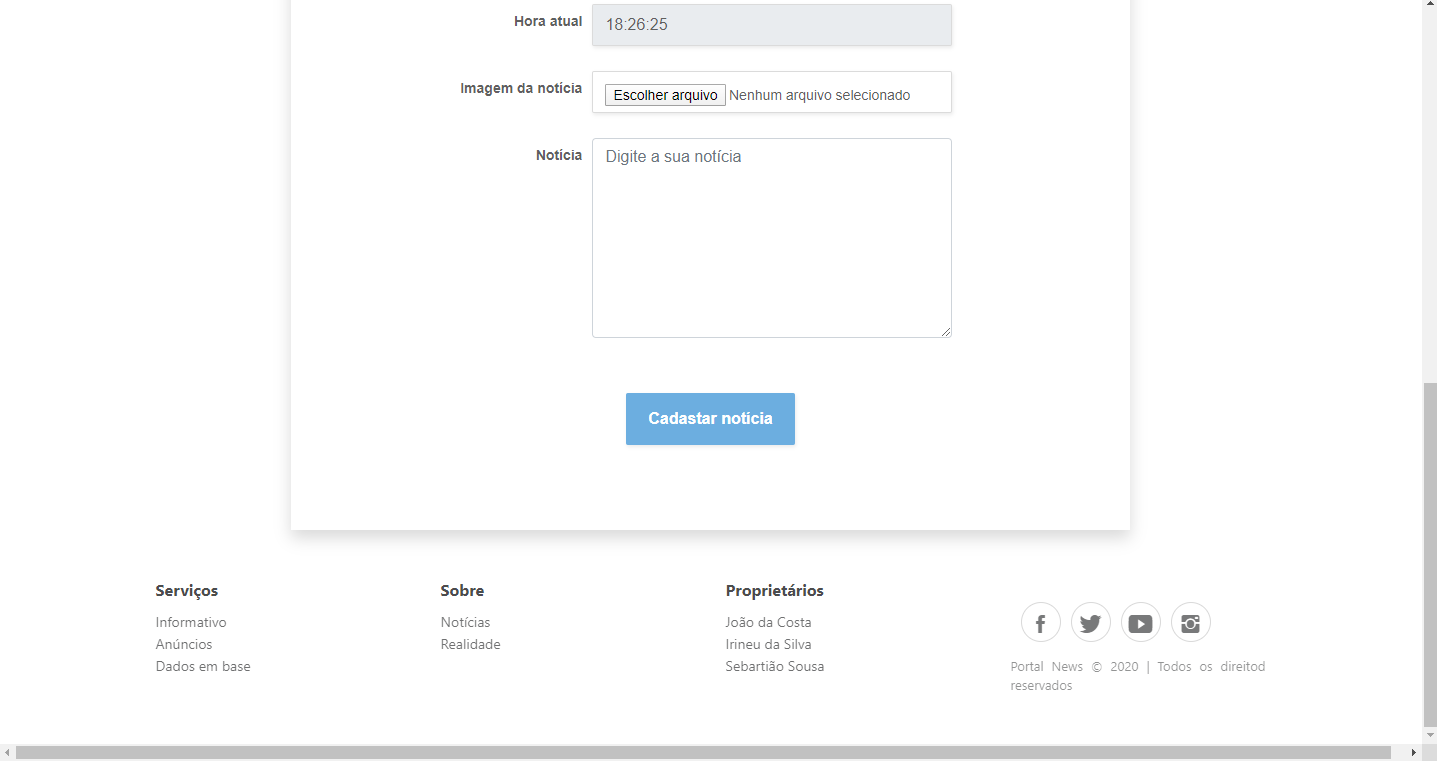 Hora atual 18:26:25
Imagem da notícia Escolher arquivo Nenhum arquivo selecionado
Notícia Digite a sua notícia
Cadastar noticia
Serviços
Informativo
Anúncios
Dados em base
Sobre
Notícias
Realidade
Proprietários
João da Costa
Irineu da Silva
Sebartião Sousa
Portal News © 2020 | Todos os direitod
reservados